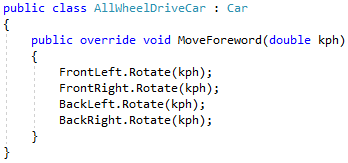 public class AllWheelDriveCar : Car
{
    public override void MoveForeword(double kph)
    {
        FrontLeft.Rotate(kph);
        FrontRight.Rotate(kph);
        BackLeft.Rotate(kph);
        BackRight.Rotate(kph);
    }
}